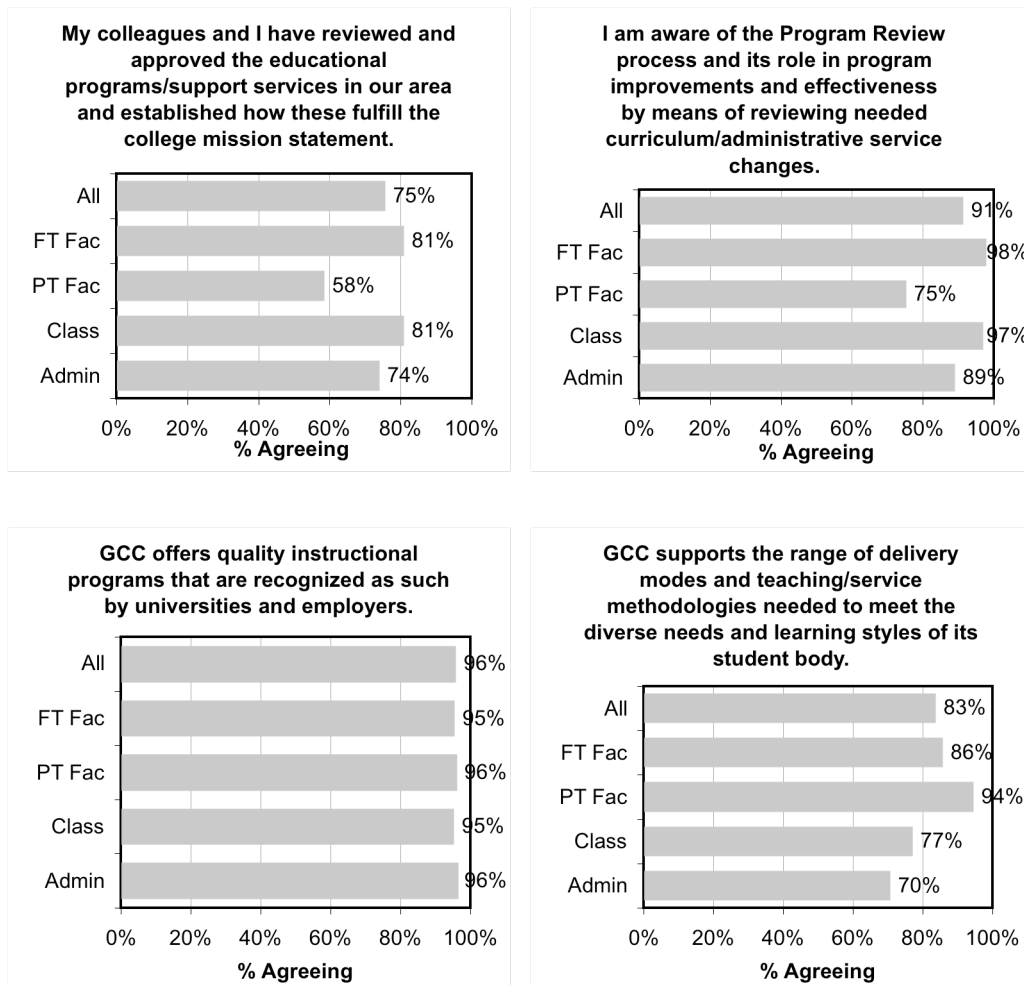 My colleagues and I have reviewed and
approved the educational
programs/support services in our area
and established how these fulfill the
college mission statement.
All
75%
FT Fac
81%
PT Fac
58%
Class
81%
Admin
74%
0% 20% 40% 60% 80% 100%
% Agreeing
I am aware of the Program Review
process and its role in program
improvements and effectiveness
by means of reviewing needed
curriculum/administrative service
changes.
All
91%
FT Fac
98%
PT Fac
75%
Class
97%
Admin
89%
0% 20% 40% 60% 80% 100%
% Agreeing
GCC offers quality instructional
programs that are recognized as such
by universities and employers.
All
96%
FT Fac
95%
PT Fac
96%
Class
95%
Admin
96%
0% 20% 40% 60% 80% 100%
% Agreeing
GCC supports the range of delivery
modes and teaching/service
methodologies needed to meet the
diverse needs and learning styles of its
student body.
All
83%
FT Fac
86%
PT Fac
94%
Class
77%
Admin
70%
0% 20% 40% 60% 80% 100%
% Agreeing